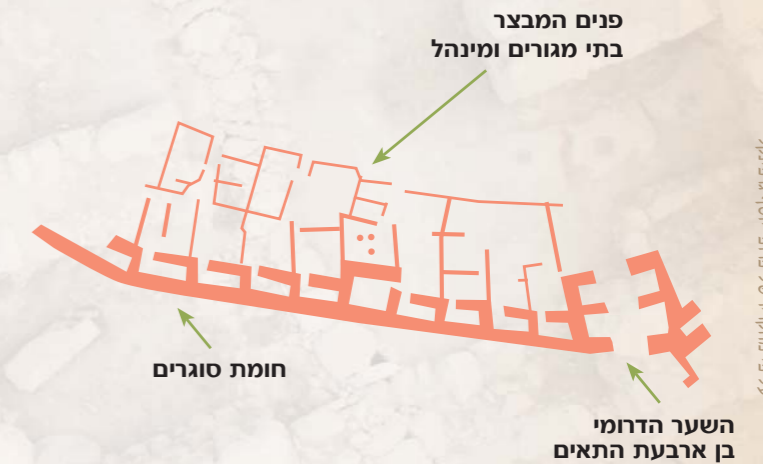 פנים המבצר
בתי מגורים ומינהל
חומת סוגרים
השער הדרומי
בן ארבעת התאים